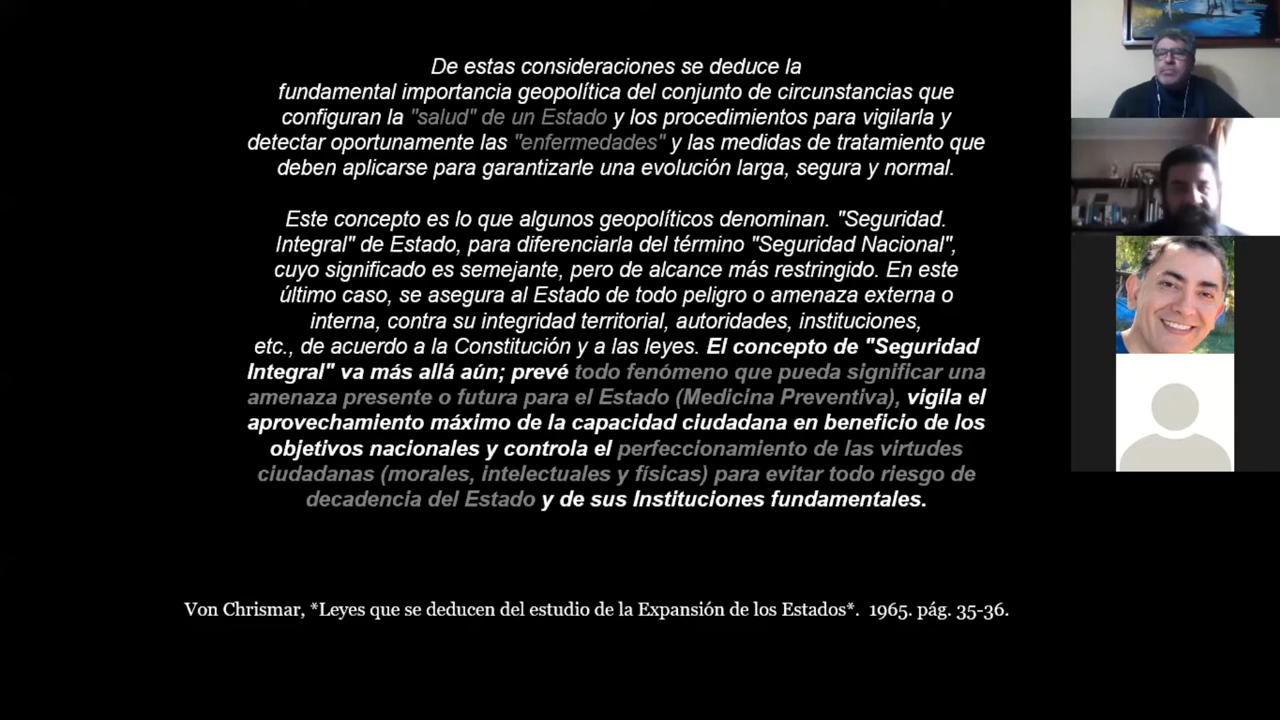 De estas consideraciones se deduce la
fundamental importancia geopolítica del conjunto de circunstancias que
configuran la "salud" de un Estado y los procedimientos para vigilarla y
detectar oportunamente las "enfermedades" y las medidas de tratamiento que
deben aplicarse para garantizarle una evolución larga, segura y normal.
Este concepto es lo que algunos geopolíticos denominan. "Seguridad.
Integral" de Estado, para diferenciarla del término "Seguridad Nacional",
cuyo significado es semejante, pero de alcance más restringido. En este
último caso, se asegura al Estado de todo peligro o amenaza externa o
interna, contra su integridad territorial, autoridades, instituciones,
etc., de acuerdo a la Constitución y a las leyes. El concepto de "Seguridad
Integral" va más allá aún; prevé todo fenómeno que pueda significar una
amenaza presente o futura para el Estado (Medicina Preventiva), vigila el
aprovechamiento máximo de la capacidad ciudadana en beneficio de los
objetivos nacionales y controla el perfeccionamiento de las virtudes
ciudadanas (morales, intelectuales y físicas) para evitar todo riesgo de
decadencia del Estado y de sus Instituciones fundamentales.
Von Chrismar, *Leyes que se deducen del estudio de la Expansión de los Estados*. 1965. pág. 35-36.